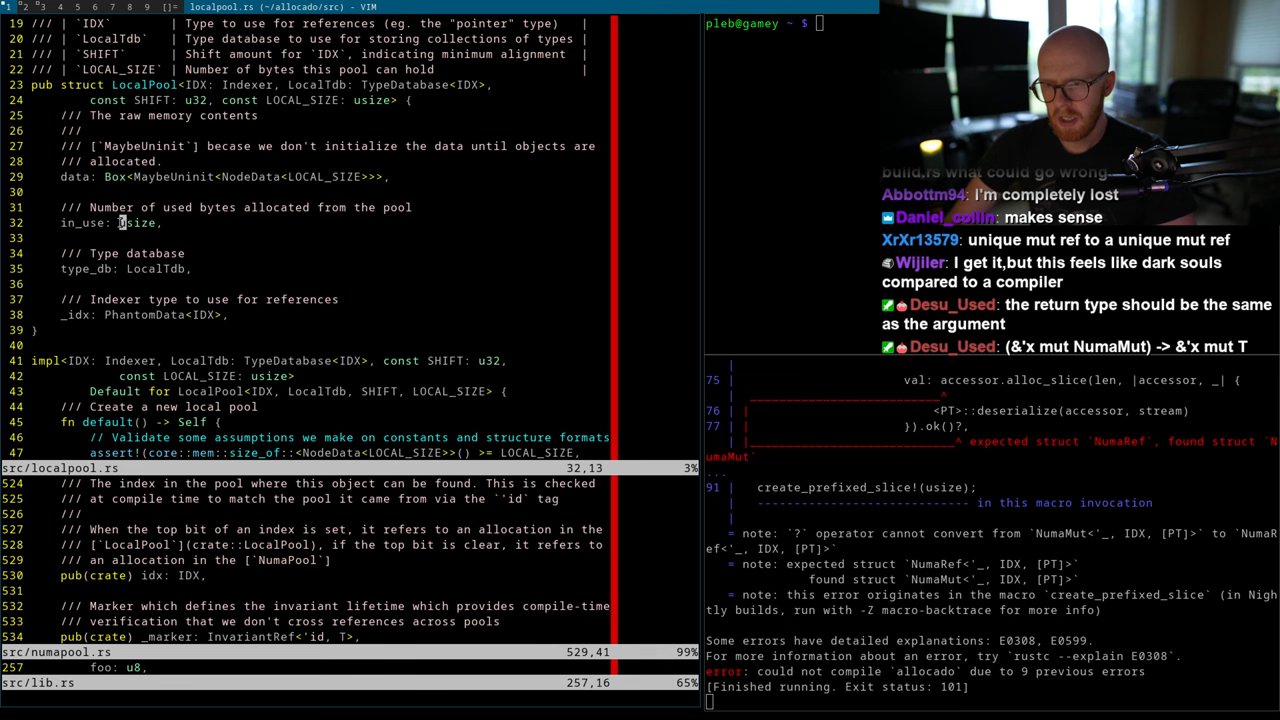 1 2 3 4 5 6 7 8 9 []= localpool.rs (~/allocado/src) - VIM
19 /// | `IDX` | Type to use for references (eg. the "pointer" type) |
20 /// | `LocalTdb` | Type database to use for storing collections of types |
21 /// | `SHIFT` | Shift amount for `IDX`, indicating minimum alignment |
22 /// | `LOCAL_SIZE` | Number of bytes this pool can hold |
23 pub struct LocalPool<IDX: Indexer, LocalTdb: TypeDatabase<IDX>,
24 const SHIFT: u32, const LOCAL_SIZE: usize> {
25 /// The raw memory contents
26 ///
27 /// [`MaybeUninit`] becase we don't initialize the data until objects are
28 /// allocated.
29 data: Box<MaybeUninit<NodeData<LOCAL_SIZE>>>,
30
31 /// Number of used bytes allocated from the pool
32 in_use: usize,
33
34 /// Type database
35 type_db: LocalTdb,
36
37 /// Indexer type to use for references
38 _idx: PhantomData<IDX>,
39 }
40
41 impl<IDX: Indexer, LocalTdb: TypeDatabase<IDX>, const SHIFT: u32,
42 const LOCAL_SIZE: usize>
43 Default for LocalPool<IDX, LocalTdb, SHIFT, LOCAL_SIZE> {
44 /// Create a new local pool
45 fn default() -> Self {
46 // Validate some assumptions we make on constants and structure formats
47 assert!(core::mem::size_of::<NodeData<LOCAL_SIZE>>() >= LOCAL_SIZE,
src/localpool.rs 32,13 3%
524 /// The index in the pool where this object can be found. This is checked
525 /// at compile time to match the pool it came from via the `'id` tag
526 ///
527 /// When the top bit of an index is set, it refers to an allocation in the
528 /// [`LocalPool`](crate::LocalPool), if the top bit is clear, it refers to
529 /// an allocation in the [`NumaPool`]
530 pub(crate) idx: IDX,
531
532 /// Marker which defines the invariant lifetime which provides compile-time
533 /// verification that we don't cross references across pools
534 pub(crate) _marker: InvariantRef<'id, T>,
src/numapool.rs 529,41 99%
257 foo: u8,
src/lib.rs 257,16 65%
pleb@gamey ~ $
build.rs what could go wrong
Abbottm94: I'm completely lost
Daniel_collin: makes sense
XrXr13579: unique mut ref to a unique mut ref
Wijiler: I get it,but this feels like dark souls
compared to a compiler
Desu_Used: the return type should be the same
as the argument
Desu_Used: (&'x mut NumaMut) -> &'x mut T
|
75 | val: accessor.alloc_slice(len, |accessor, _| {
| ________________________^
76 | | <PT>::deserialize(accessor, stream)
77 | | }).ok()?,
| |__________________________^ expected struct `NumaRef`, found struct `N
umaMut`
...
91 | create_prefixed_slice!(usize);
| ----------------------------- in this macro invocation
|
= note: `?` operator cannot convert from `NumaMut<'_, IDX, [PT]>` to `NumaR
ef<'_, IDX, [PT]>`
= note: expected struct `NumaRef<'_, IDX, [PT]>`
found struct `NumaMut<'_, IDX, [PT]>`
= note: this error originates in the macro `create_prefixed_slice` (in Nigh
tly builds, run with -Z macro-backtrace for more info)
Some errors have detailed explanations: E0308, E0599.
For more information about an error, try `rustc --explain E0308`.
error: could not compile `allocado` due to 9 previous errors
[Finished running. Exit status: 101]